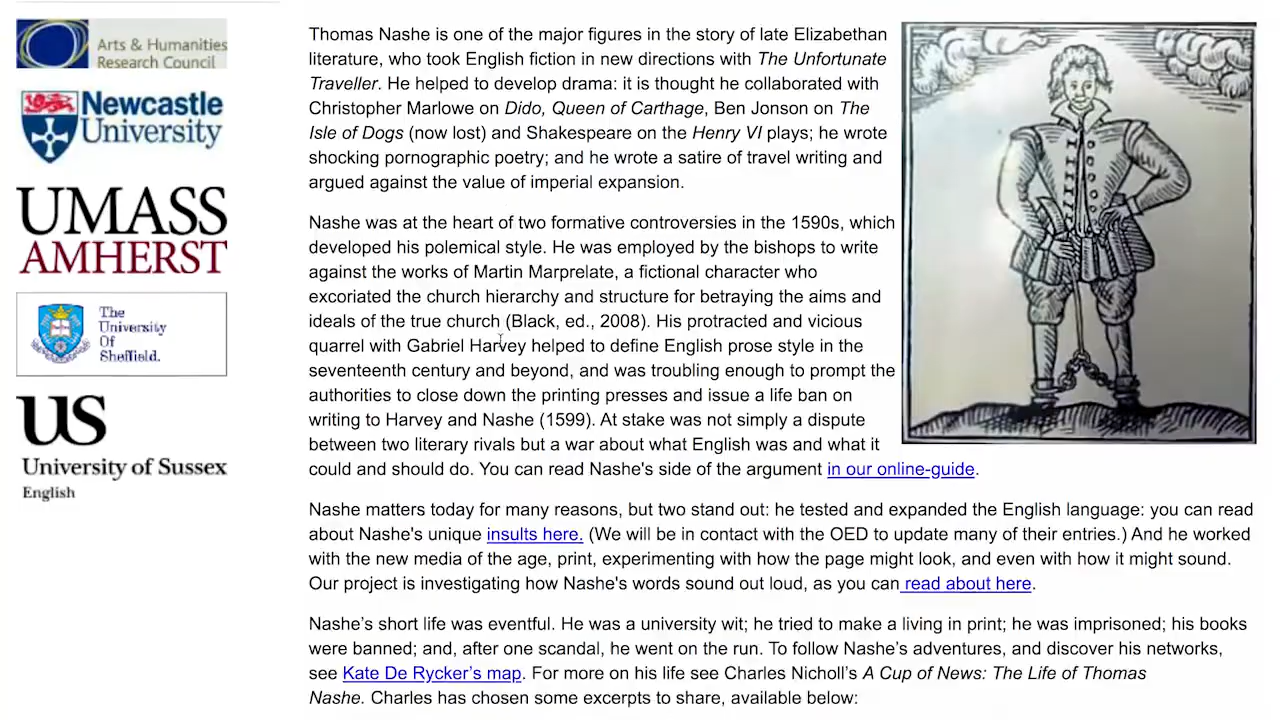 Arts & Humanities
Research Council
Newcastle
University
UMASS
AMHERST
The
University
Of
Sheffield.
US
University of Sussex
English
Thomas Nashe is one of the major figures in the story of late Elizabethan
literature, who took English fiction in new directions with The Unfortunate
Traveller. He helped to develop drama: it is thought he collaborated with
Christopher Marlowe on Dido, Queen of Carthage, Ben Jonson on The
Isle of Dogs (now lost) and Shakespeare on the Henry VI plays; he wrote
shocking pornographic poetry; and he wrote a satire of travel writing and
argued against the value of imperial expansion.
Nashe was at the heart of two formative controversies in the 1590s, which
developed his polemical style. He was employed by the bishops to write
against the works of Martin Marprelate, a fictional character who
excoriated the church hierarchy and structure for betraying the aims and
ideals of the true church (Black, ed., 2008). His protracted and vicious
quarrel with Gabriel Harvey helped to define English prose style in the
seventeenth century and beyond, and was troubling enough to prompt the
authorities to close down the printing presses and issue a life ban on
writing to Harvey and Nashe (1599). At stake was not simply a dispute
between two literary rivals but a war about what English was and what it
could and should do. You can read Nashe's side of the argument in our online-guide.
Nashe matters today for many reasons, but two stand out: he tested and expanded the English language: you can read
about Nashe's unique insults here. (We will be in contact with the OED to update many of their entries.) And he worked
with the new media of the age, print, experimenting with how the page might look, and even with how it might sound.
Our project is investigating how Nashe's words sound out loud, as you can read about here.
Nashe’s short life was eventful. He was a university wit; he tried to make a living in print; he was imprisoned; his books
were banned; and, after one scandal, he went on the run. To follow Nashe’s adventures, and discover his networks,
see Kate De Rycker’s map. For more on his life see Charles Nicholl’s A Cup of News: The Life of Thomas
Nashe. Charles has chosen some excerpts to share, available below: